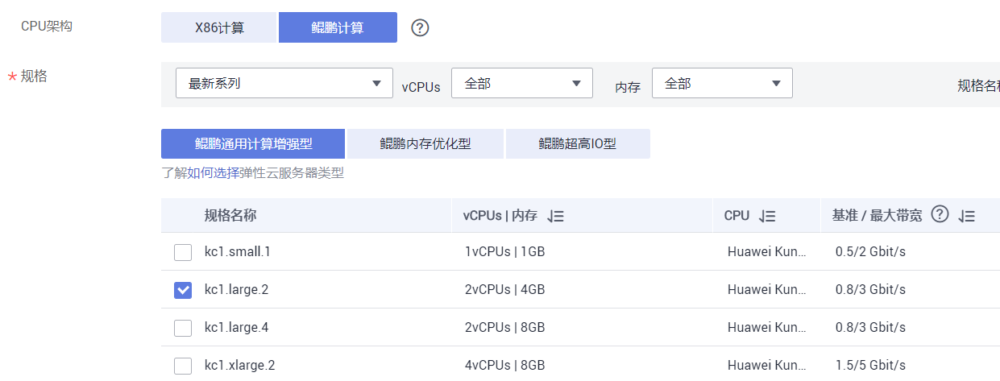 CPU架构 X86计算 鲲鹏计算 ?
* 规格 最新系列 vCPUs 全部 内存 全部 规格名
鲲鹏通用计算增强型 鲲鹏内存优化型 鲲鹏超高IO型
了解如何选择弹性云服务器类型
规格名称 vCPUs | 内存 CPU 基准 / 最大带宽 ?
kc1.small.1 1vCPUs | 1GB Huawei Kun... 0.5/2 Gbit/s
kc1.large.2 2vCPUs | 4GB Huawei Kun... 0.8/3 Gbit/s
kc1.large.4 2vCPUs | 8GB Huawei Kun... 0.8/3 Gbit/s
kc1.xlarge.2 4vCPUs | 8GB Huawei Kun... 1.5/5 Gbit/s